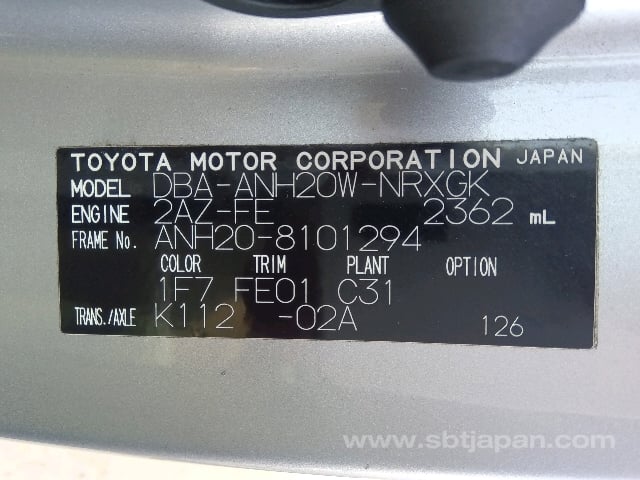 TOYOTA MOTOR CORPORATION JAPAN
MODEL DBA-ANH20W-NRXGK
ENGINE 2AZ-FE 2362 mL
FRAME No. ANH20-8101294
COLOR TRIM PLANT OPTION
1F7 FE01 C31
TRANS./AXLE K112 -02A 126
www.sbtjapan.com